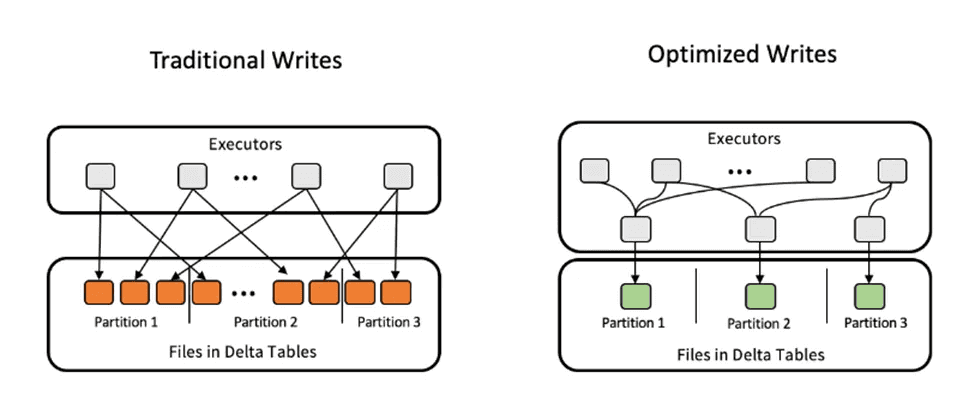 Traditional Writes
Executors
...
...
Partition 1
Partition 2
Partition 3
Files in Delta Tables
Optimized Writes
Executors
...
Partition 1
Partition 2
Partition 3
Files in Delta Tables